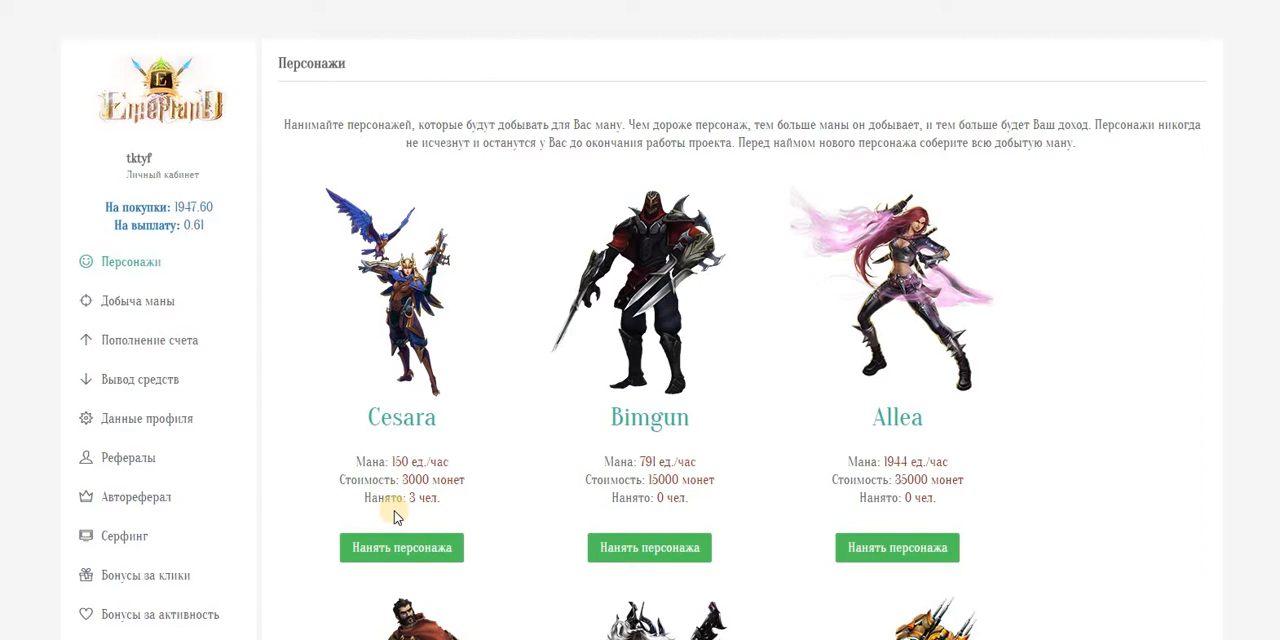 E
EmerLand
tktyf
Личный кабинет
На покупки: 1947.60
На выплату: 0.61
Персонажи
Добыча маны
Пополнение счета
Вывод средств
Данные профиля
Рефералы
Автореферал
Серфинг
Бонусы за клики
Бонусы за активность
Персонажи
Нанимайте персонажей, которые будут добывать для Вас ману. Чем дороже персонаж, тем больше маны он добывает, и тем больше будет Ваш доход. Персонажи никогда
не исчезнут и останутся у Вас до окончания работы проекта. Перед наймом нового персонажа соберите всю добытую ману.
Cesara
Мана: 150 ед./час
Стоимость: 3000 монет
Нанято: 3 чел.
Нанять персонажа
Bimgun
Мана: 791 ед./час
Стоимость: 15000 монет
Нанято: 0 чел.
Нанять персонажа
Allea
Мана: 1944 ед./час
Стоимость: 35000 монет
Нанято: 0 чел.
Нанять персонажа